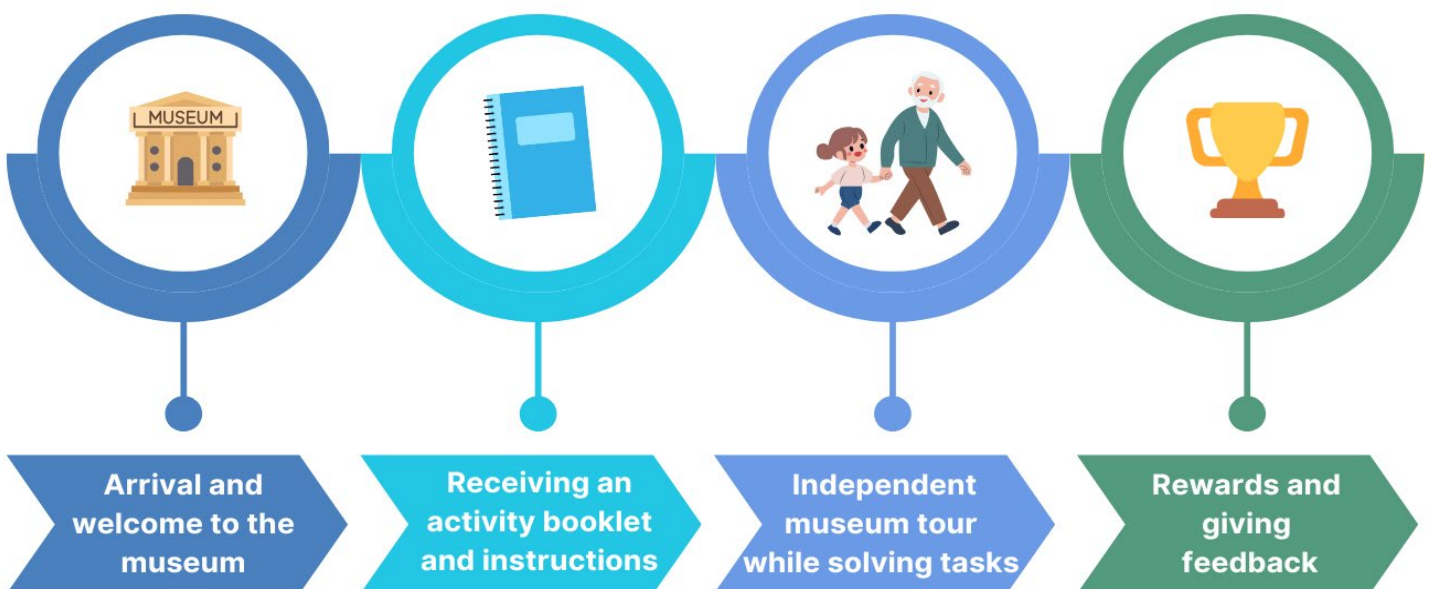 MUSEUM
Arrival and
welcome to the
museum
Receiving an
activity booklet
and instructions
Independent
museum tour
while solving tasks
Rewards and
giving
feedback